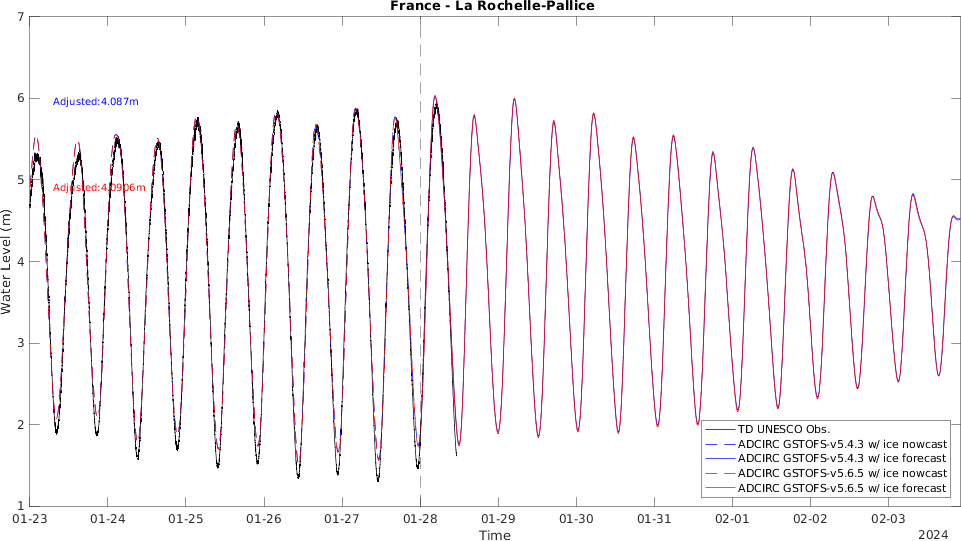 France - La Rochelle-Pallice
7
6
5
4
3
2
1
Water Level (m)
Adjusted:4.087m
Adjusted:4.0906m
TD UNESCO Obs.
ADCIRC GSTOFS-v5.4.3 w/ ice nowcast
ADCIRC GSTOFS-v5.4.3 w/ ice forecast
ADCIRC GSTOFS-v5.6.5 w/ ice nowcast
ADCIRC GSTOFS-v5.6.5 w/ ice forecast
01-23 01-24 01-25 01-26 01-27 01-28 01-29 01-30 01-31 02-01 02-02 02-03
Time
2024